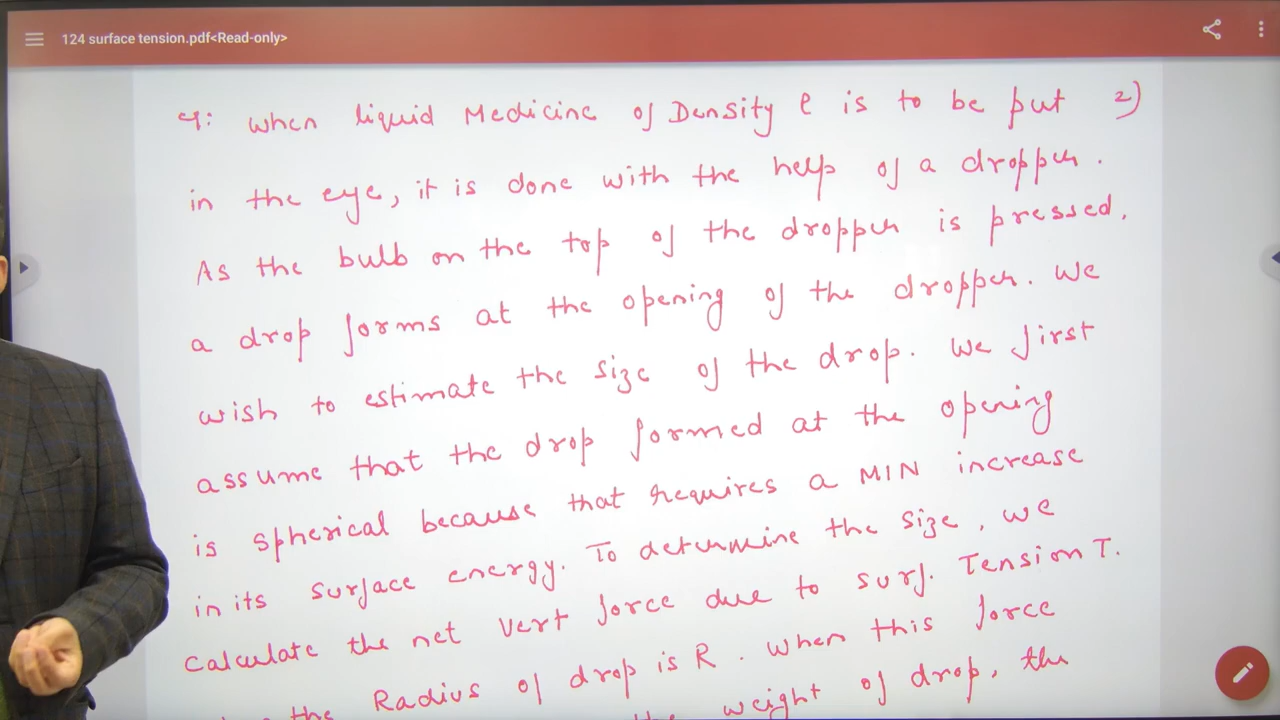 124 surface tension.pdf<Read-only>
q: when liquid Medicine of Density ρ is to be put 2)
in the eye, it is done with the help of a dropper.
As the bulb on the top of the dropper is pressed,
a drop forms at the opening of the dropper. We
wish to estimate the size of the drop. We first
assume that the drop formed at the opening
is spherical because that requires a MIN increase
in its surface energy. To determine the size, we
Calculate the net vert force due to surf. Tension T.
the Radius of drop is R. when this force
the weight of drop, the